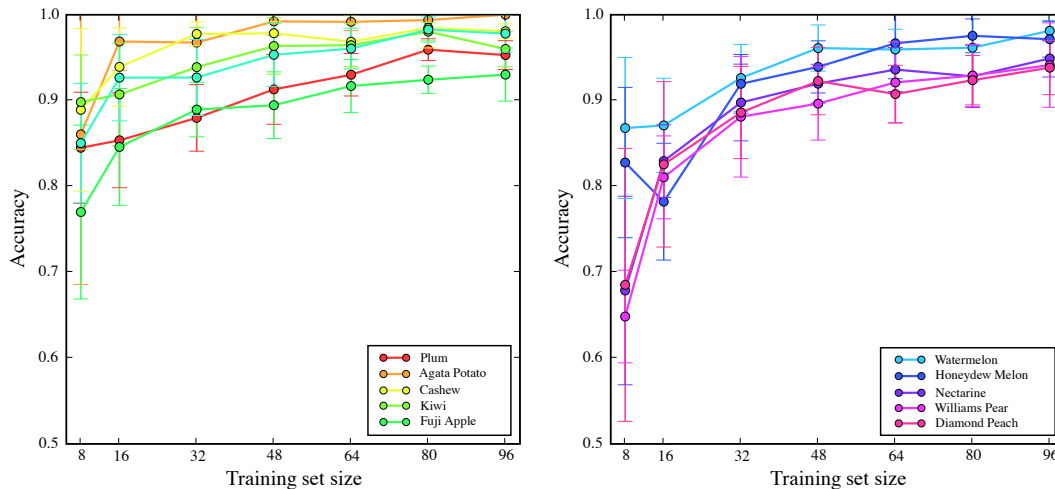 1.0
0.9
0.8
0.7
0.6
0.5
Accuracy
8
16
32
48
64
80
96
Training set size
Plum
Agata Potato
Cashew
Kiwi
Fuji Apple
1.0
0.9
0.8
0.7
0.6
0.5
Accuracy
8
16
32
48
64
80
96
Training set size
Watermelon
Honeydew Melon
Nectarine
Williams Pear
Diamond Peach